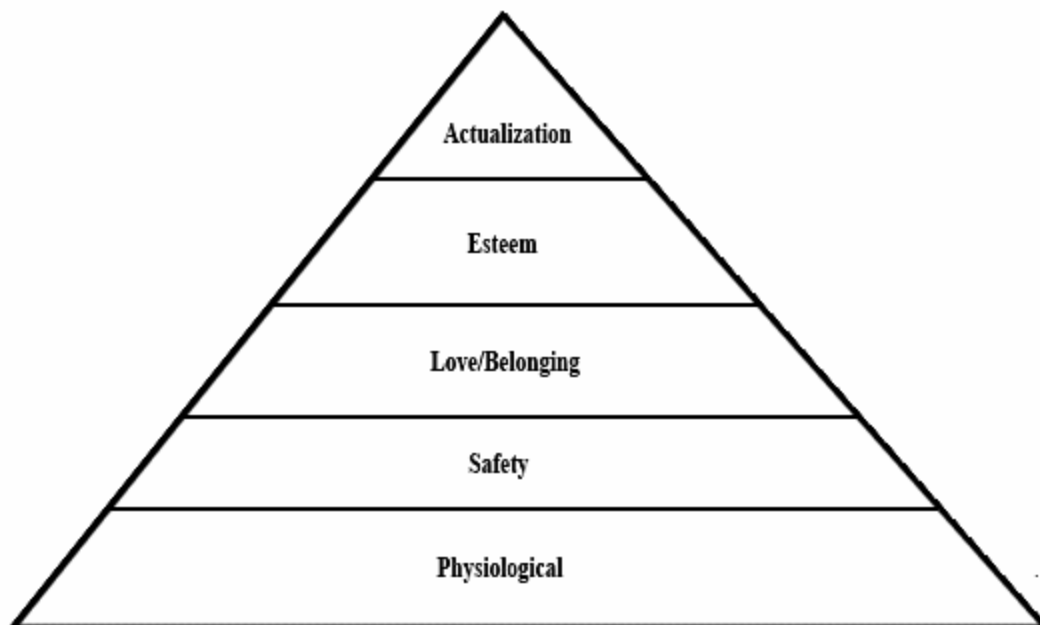 Actualization
Esteem
Love/Belonging
Safety
Physiological